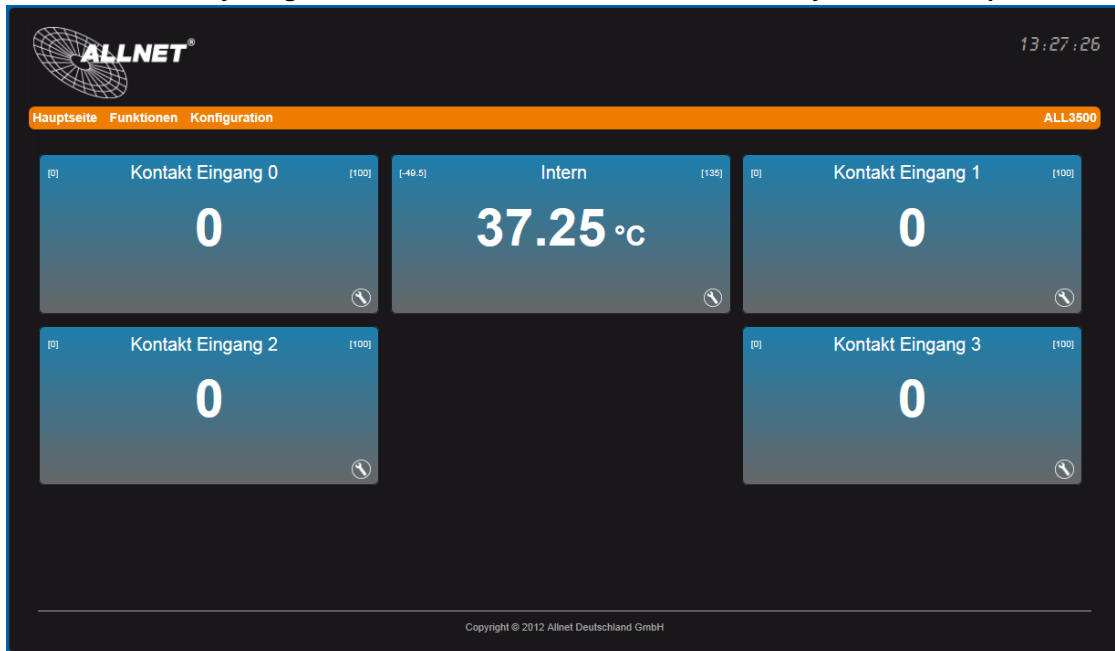 ALLNET®
13:27:26
Hauptseite Funktionen Konfiguration ALL3500
[0] Kontakt Eingang 0 [100]
0
[-49.5] Intern [135]
37.25 °C
[0] Kontakt Eingang 1 [100]
0
[0] Kontakt Eingang 2 [100]
0
[0] Kontakt Eingang 3 [100]
0
Copyright © 2012 Allnet Deutschland GmbH